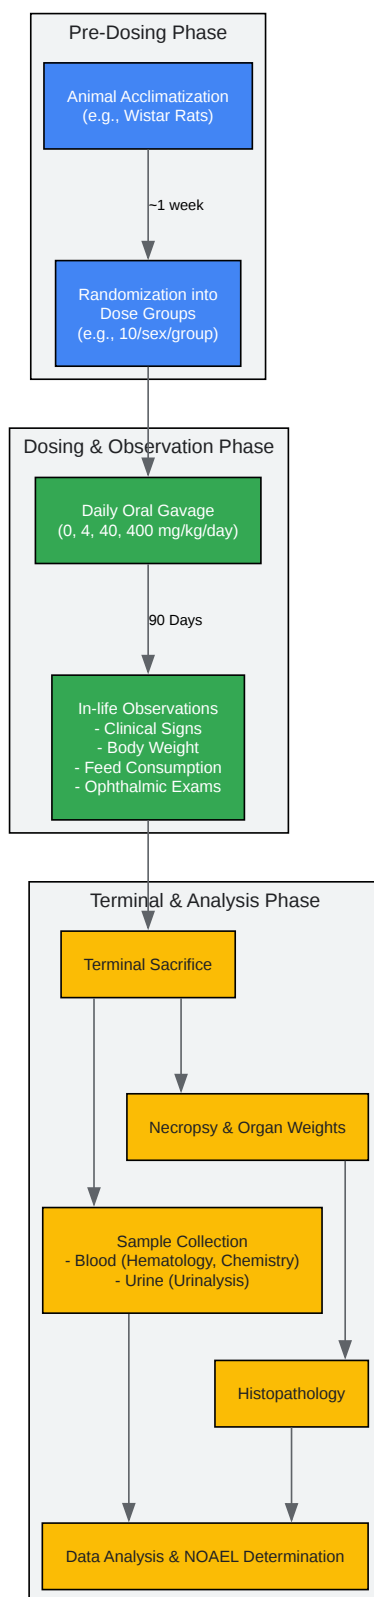 Pre-Dosing Phase
Animal Acclimatization
(e.g., Wistar Rats)
~1 week
Randomization into
Dose Groups
(e.g., 10/sex/group)
Dosing & Observation Phase
Daily Oral Gavage
(0, 4, 40, 400 mg/kg/day)
90 Days
In-life Observations
- Clinical Signs
- Body Weight
- Feed Consumption
- Ophthalmic Exams
Terminal & Analysis Phase
Terminal Sacrifice
Necropsy & Organ Weights
Sample Collection
- Blood (Hematology, Chemistry)
- Urine (Urinalysis)
Histopathology
Data Analysis & NOAEL Determination